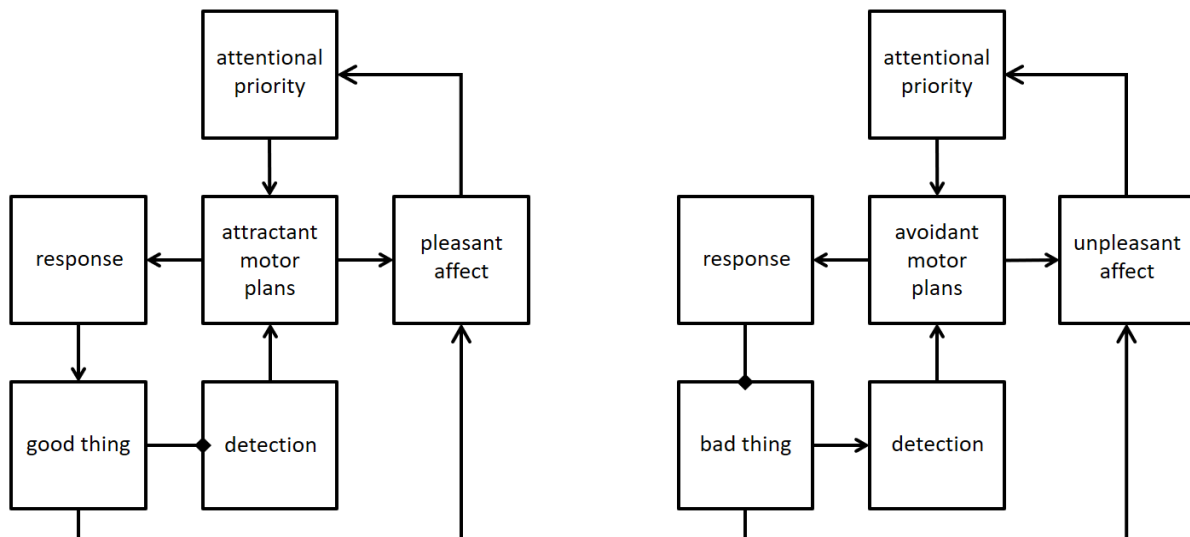 attentional
priority
response
attractant
motor
plans
pleasant
affect
good thing
detection
attentional
priority
response
avoidant
motor
plans
unpleasant
affect
bad thing
detection